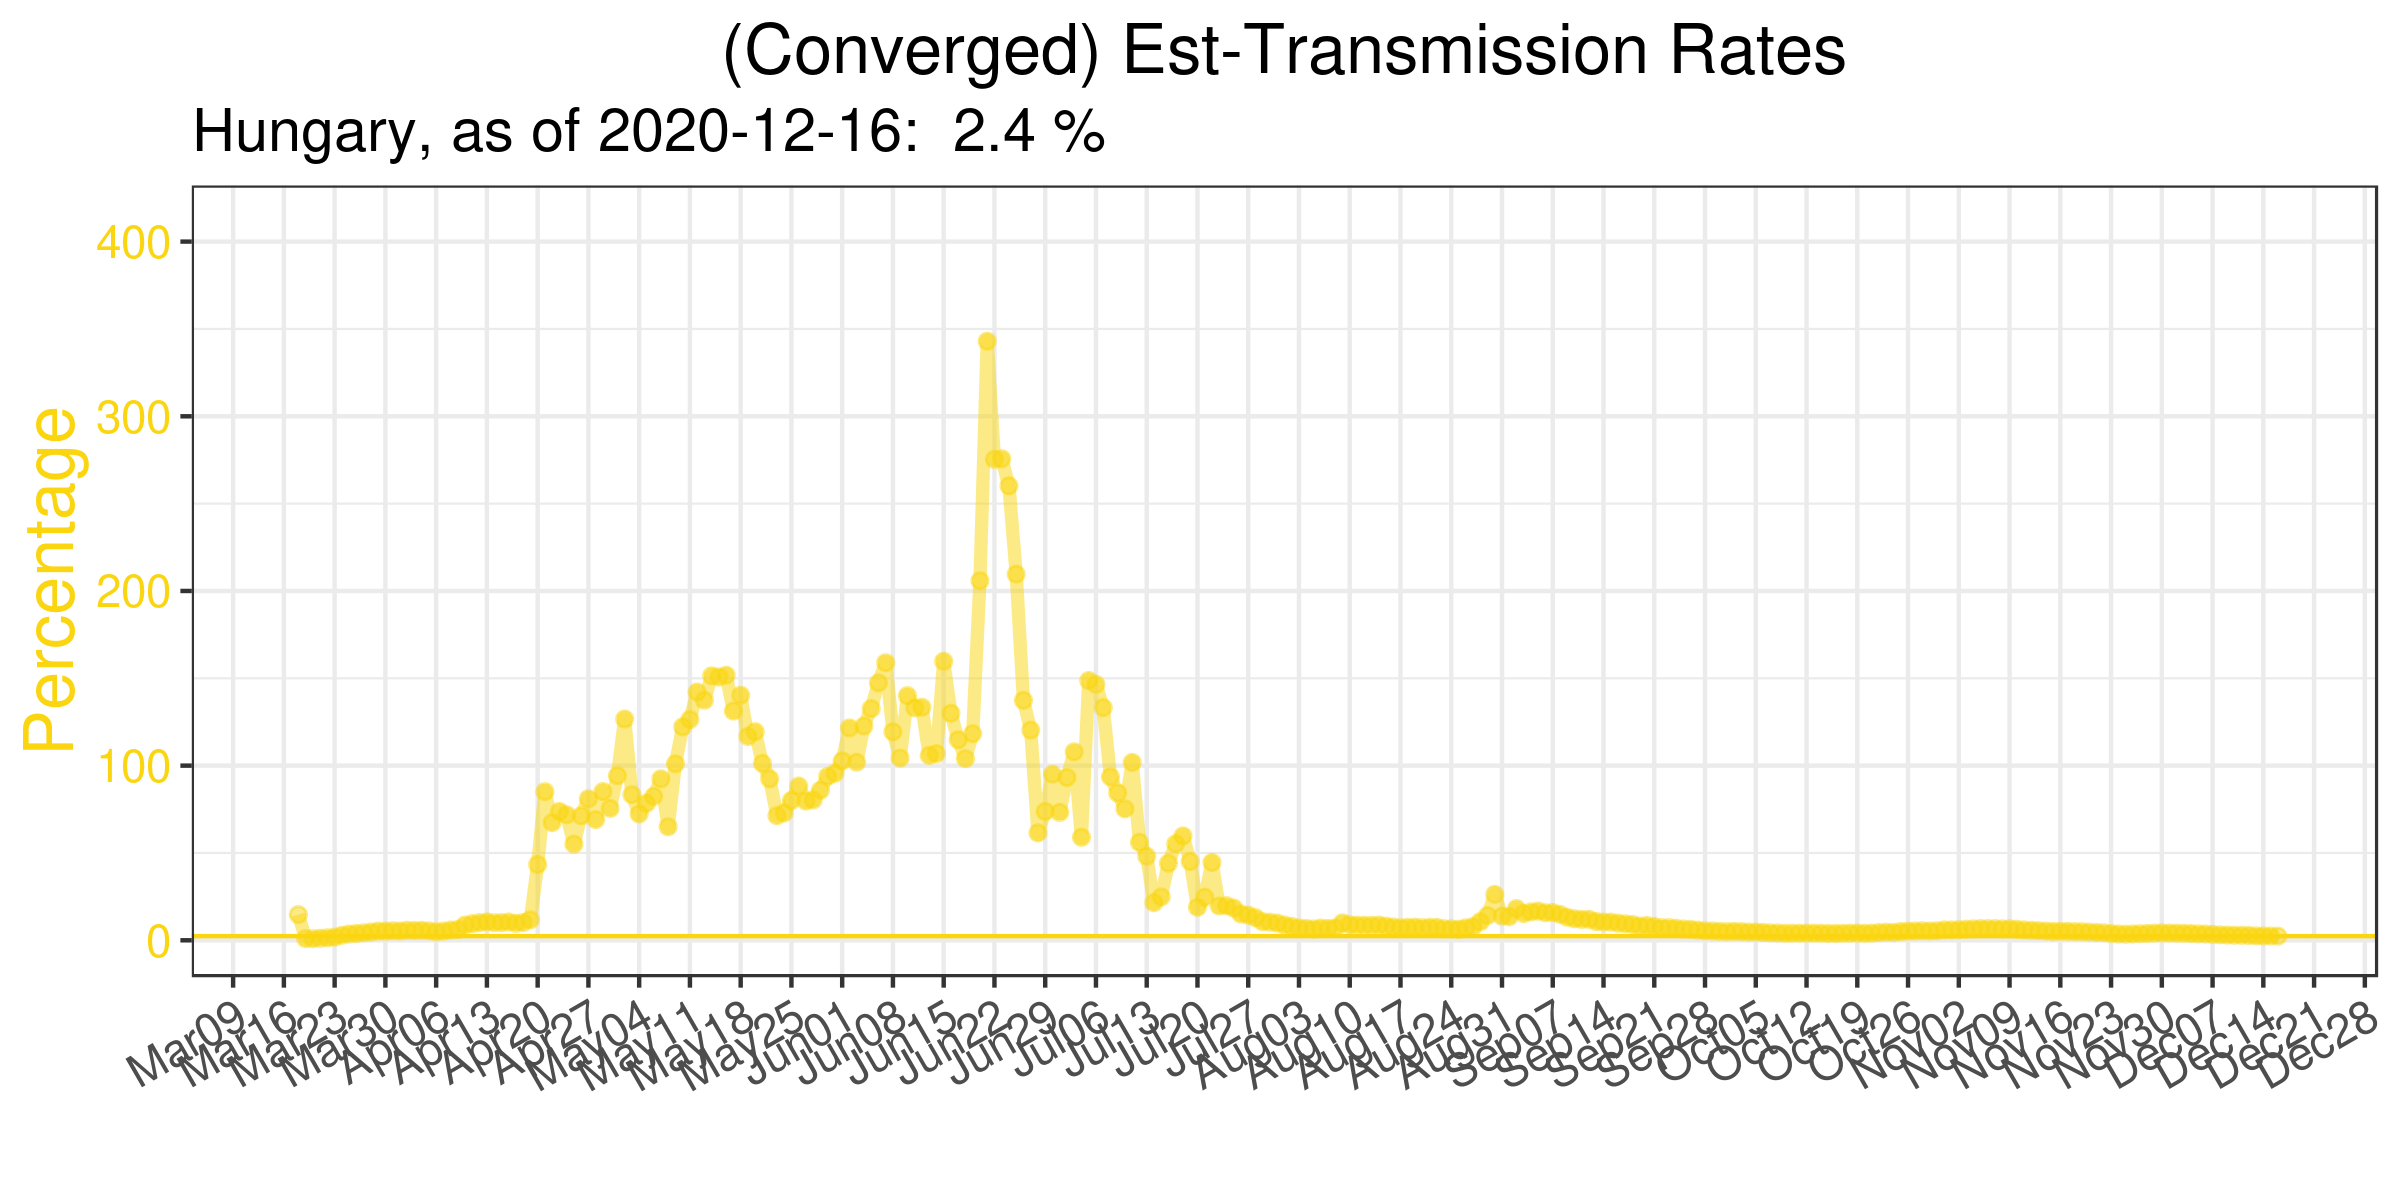 (Converged) Est-Transmission Rates
Hungary, as of 2020-12-16:  2.4 %
Percentage
400
300
200
100
0
Mar09
Mar16
Mar23
Mar30
Apr06
Apr13
Apr20
Apr27
May04
May11
May18
May25
Jun01
Jun08
Jun15
Jun22
Jun29
Jul06
Jul13
Jul20
Jul27
Aug03
Aug10
Aug17
Aug24
Aug31
Sep07
Sep14
Sep21
Sep28
Oct05
Oct12
Oct19
Oct26
Nov02
Nov09
Nov16
Nov23
Nov30
Dec07
Dec14
Dec21
Dec28